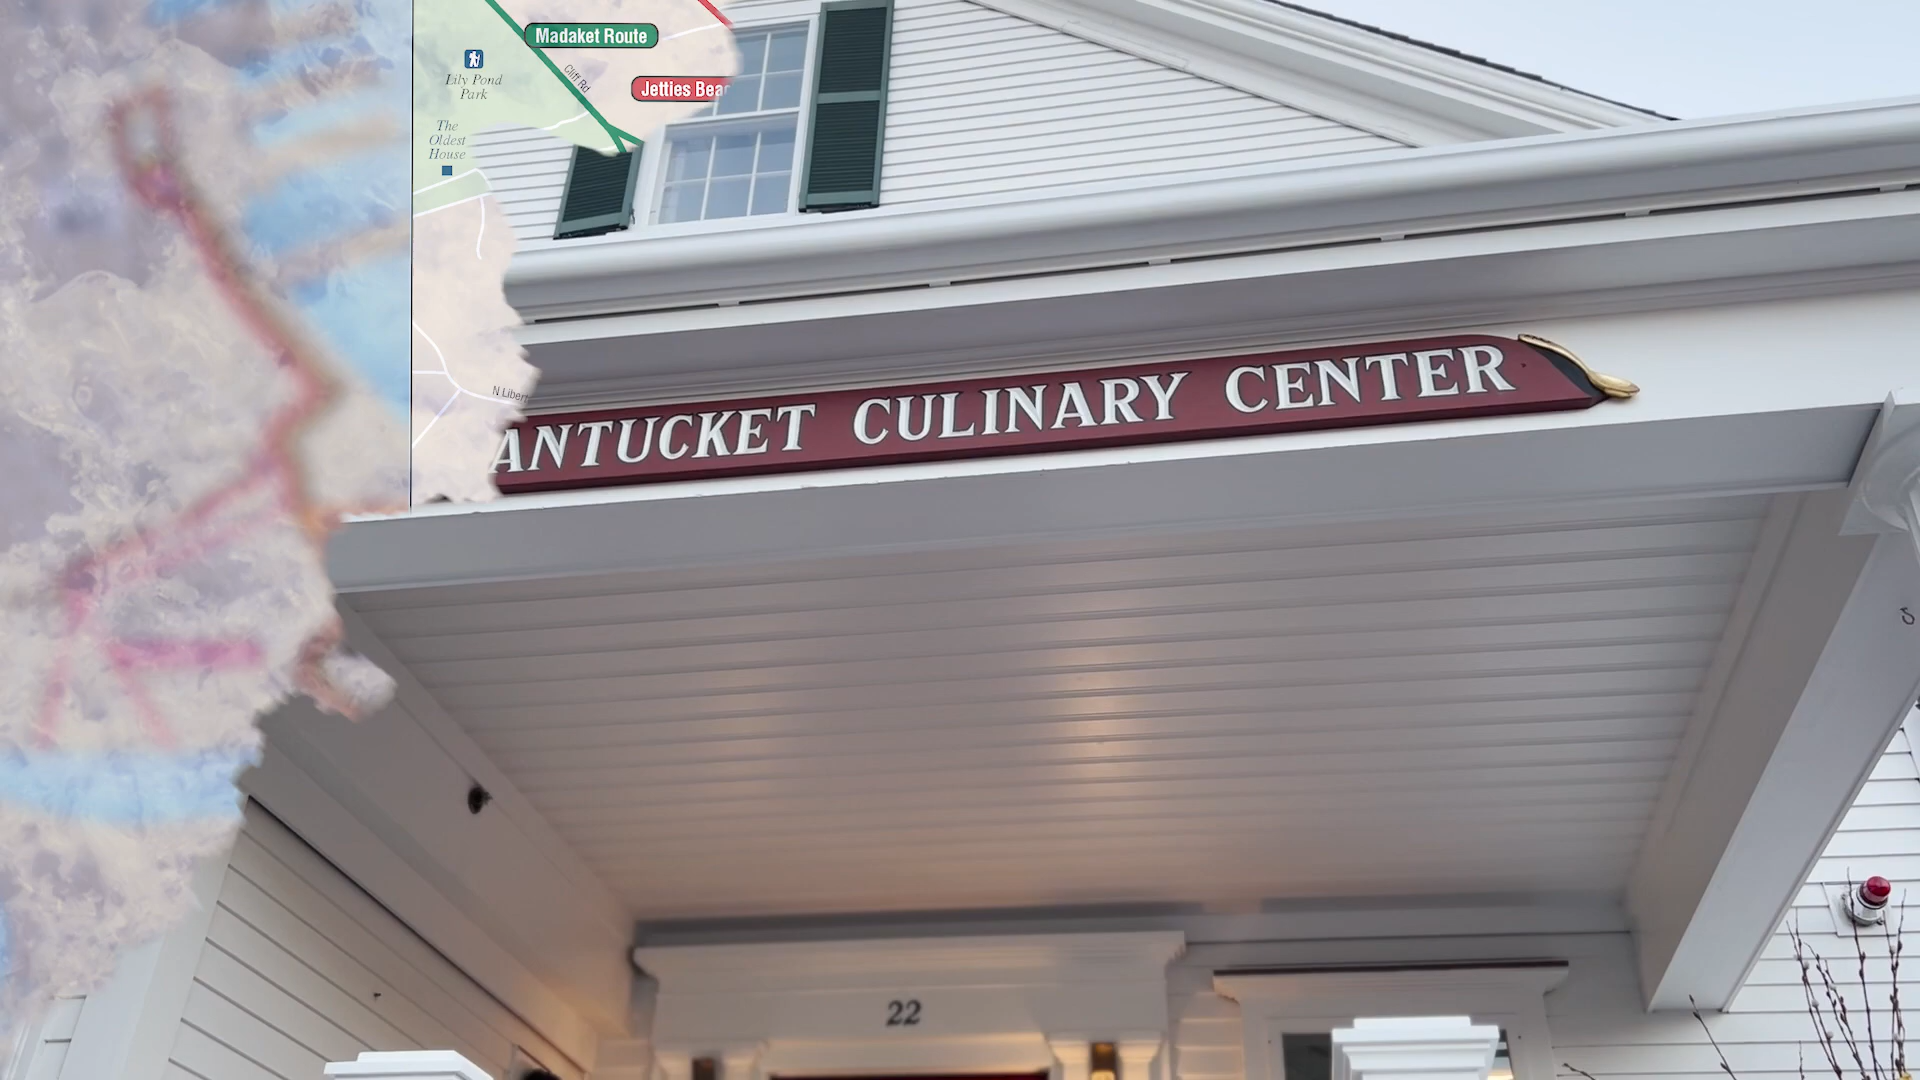 Madaket Route
Lily Pond
Park
Cliff Rd
Jetties Bea
The
Oldest
House
N Libert
ANTUCKET CULINARY CENTER
22